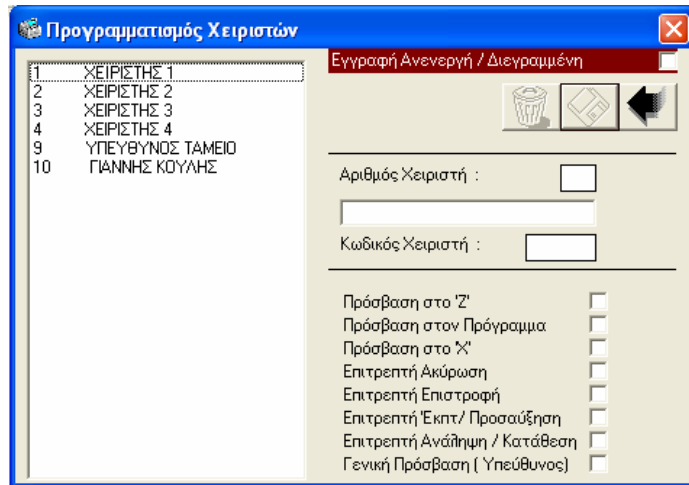 Προγραμματισμός Χειριστών
1 ΧΕΙΡΙΣΤΗΣ 1
2 ΧΕΙΡΙΣΤΗΣ 2
3 ΧΕΙΡΙΣΤΗΣ 3
4 ΧΕΙΡΙΣΤΗΣ 4
9 ΥΠΕΥΘΥΝΟΣ ΤΑΜΕΙΟ
10 ΓΙΑΝΝΗΣ ΚΟΥΛΗΣ
Εγγραφή Ανενεργή / Διεγραμμένη
Αριθμός Χειριστή :
Κωδικός Χειριστή :
Πρόσβαση στο 'Z'
Πρόσβαση στον Πρόγραμμα
Πρόσβαση στο 'X'
Επιτρεπτή Ακύρωση
Επιτρεπτή Επιστροφή
Επιτρεπτή Έκπτ/ Προσαύξηση
Επιτρεπτή Ανάληψη / Κατάθεση
Γενική Πρόσβαση ( Υπεύθυνος)